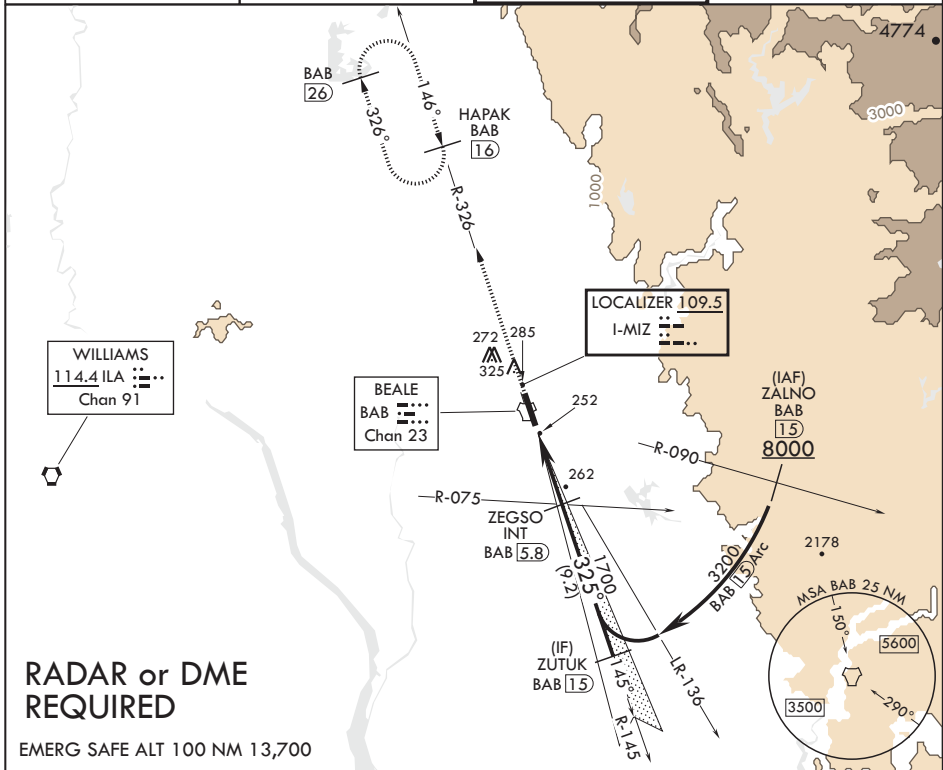 4774
3000
BAB
26
146°
326°
HAPAK
BAB
16
1000
R-326
LOCALIZER 109.5
I-MIZ
272
285
325
WILLIAMS
114.4 ILA
Chan 91
BEALE
BAB
Chan 23
252
(IAF)
ZALNO
BAB
15
8000
R-090
262
R-075
ZEGSO
INT
BAB 5.8
2178
3200
BAB 15 Arc
1700
325°
(9.2)
MSA BAB 25 NM
150°
5600
3500
290°
(IF)
ZUTUK
BAB 15
145°
R-145
LR-136
RADAR or DME
REQUIRED
EMERG SAFE ALT 100 NM 13,700